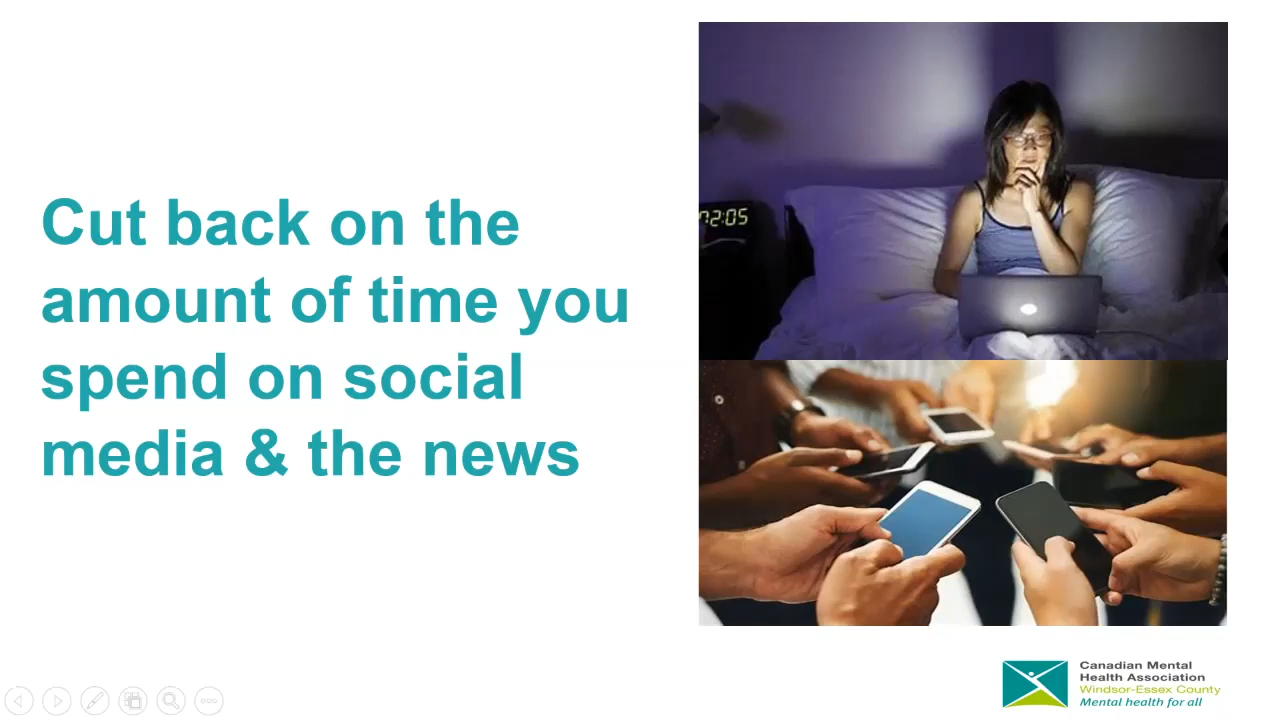 Cut back on the
amount of time you
spend on social
media & the news
02:05
Canadian Mental
Health Association
Windsor-Essex County
Mental health for all